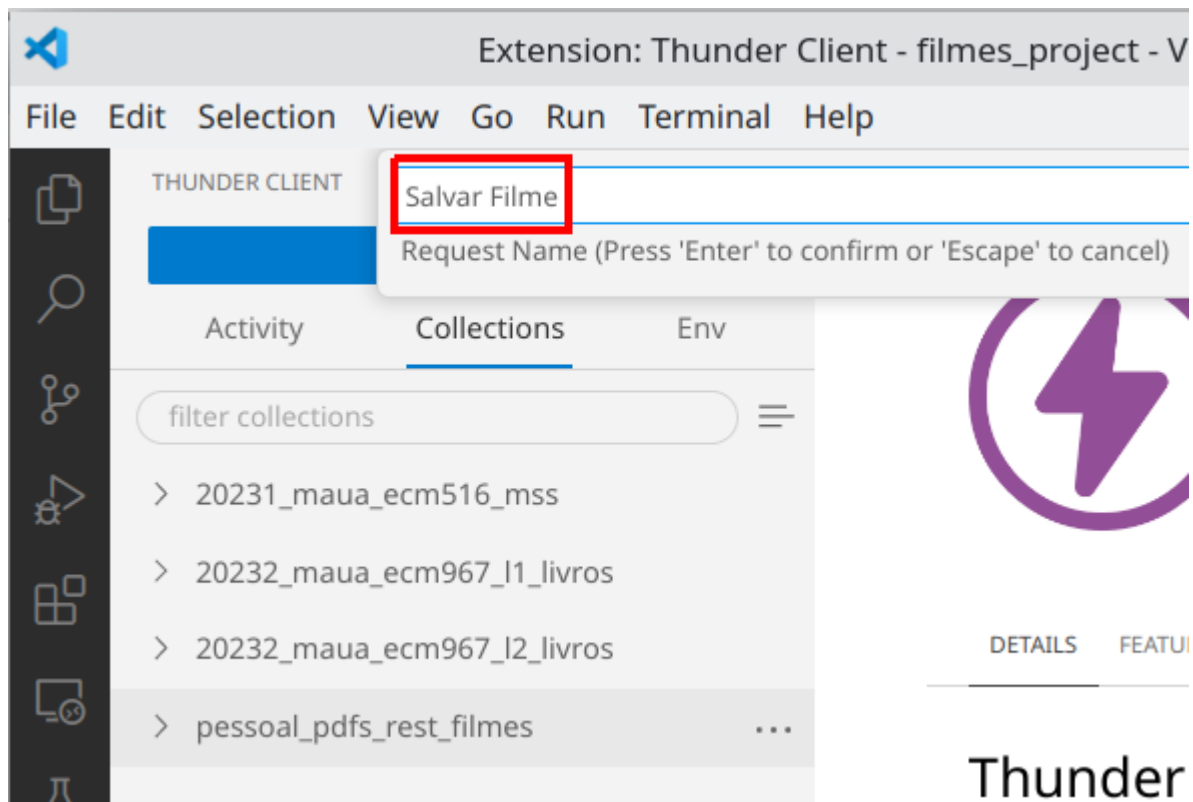 Extension: Thunder Client - filmes_project - V
File Edit Selection View Go Run Terminal Help
THUNDER CLIENT
Salvar Filme
Request Name (Press 'Enter' to confirm or 'Escape' to cancel)
Activity Collections Env
filter collections
20231_maua_ecm516_mss
20232_maua_ecm967_l1_livros
20232_maua_ecm967_l2_livros
DETAILS FEATU
pessoal_pdfs_rest_filmes
Thunder